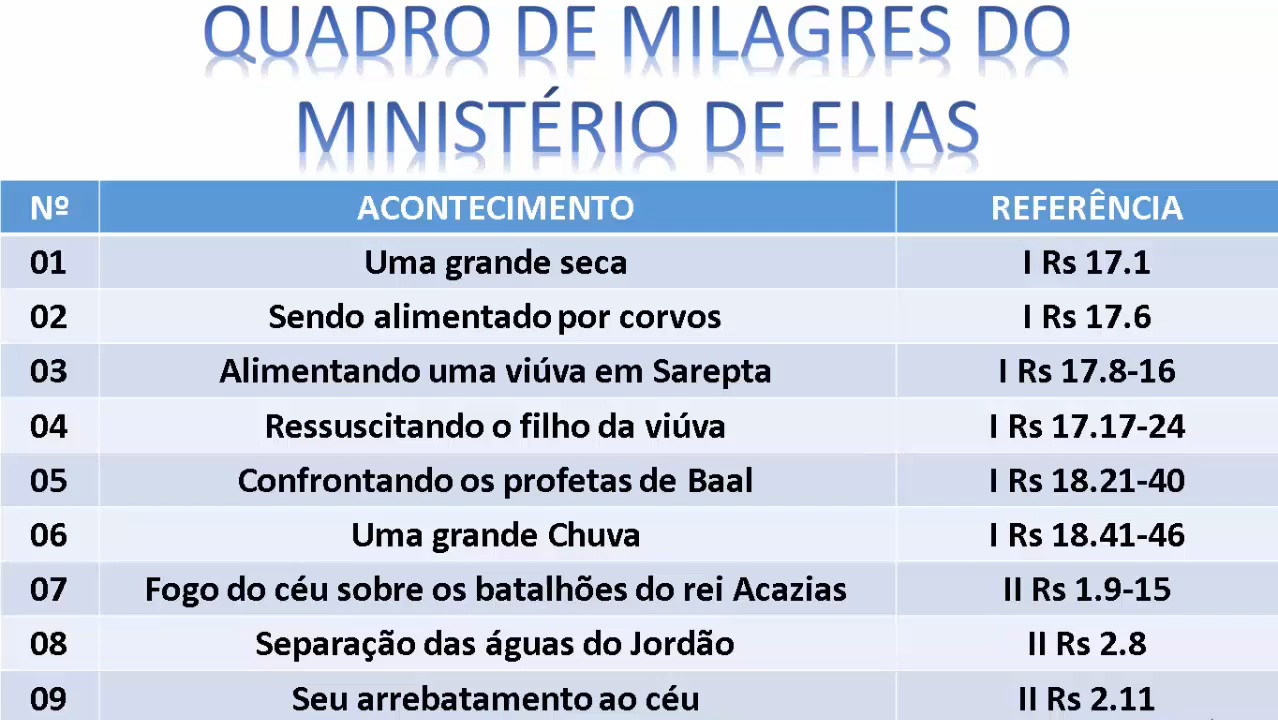 QUADRO DE MILAGRES DO
MINISTÉRIO DE ELIAS
Nº ACONTECIMENTO REFERÊNCIA
01 Uma grande seca I Rs 17.1
02 Sendo alimentado por corvos I Rs 17.6
03 Alimentando uma viúva em Sarepta I Rs 17.8-16
04 Ressuscitando o filho da viúva I Rs 17.17-24
05 Confrontando os profetas de Baal I Rs 18.21-40
06 Uma grande Chuva I Rs 18.41-46
07 Fogo do céu sobre os batalhões do rei Acazias II Rs 1.9-15
08 Separação das águas do Jordão II Rs 2.8
09 Seu arrebatamento ao céu II Rs 2.11